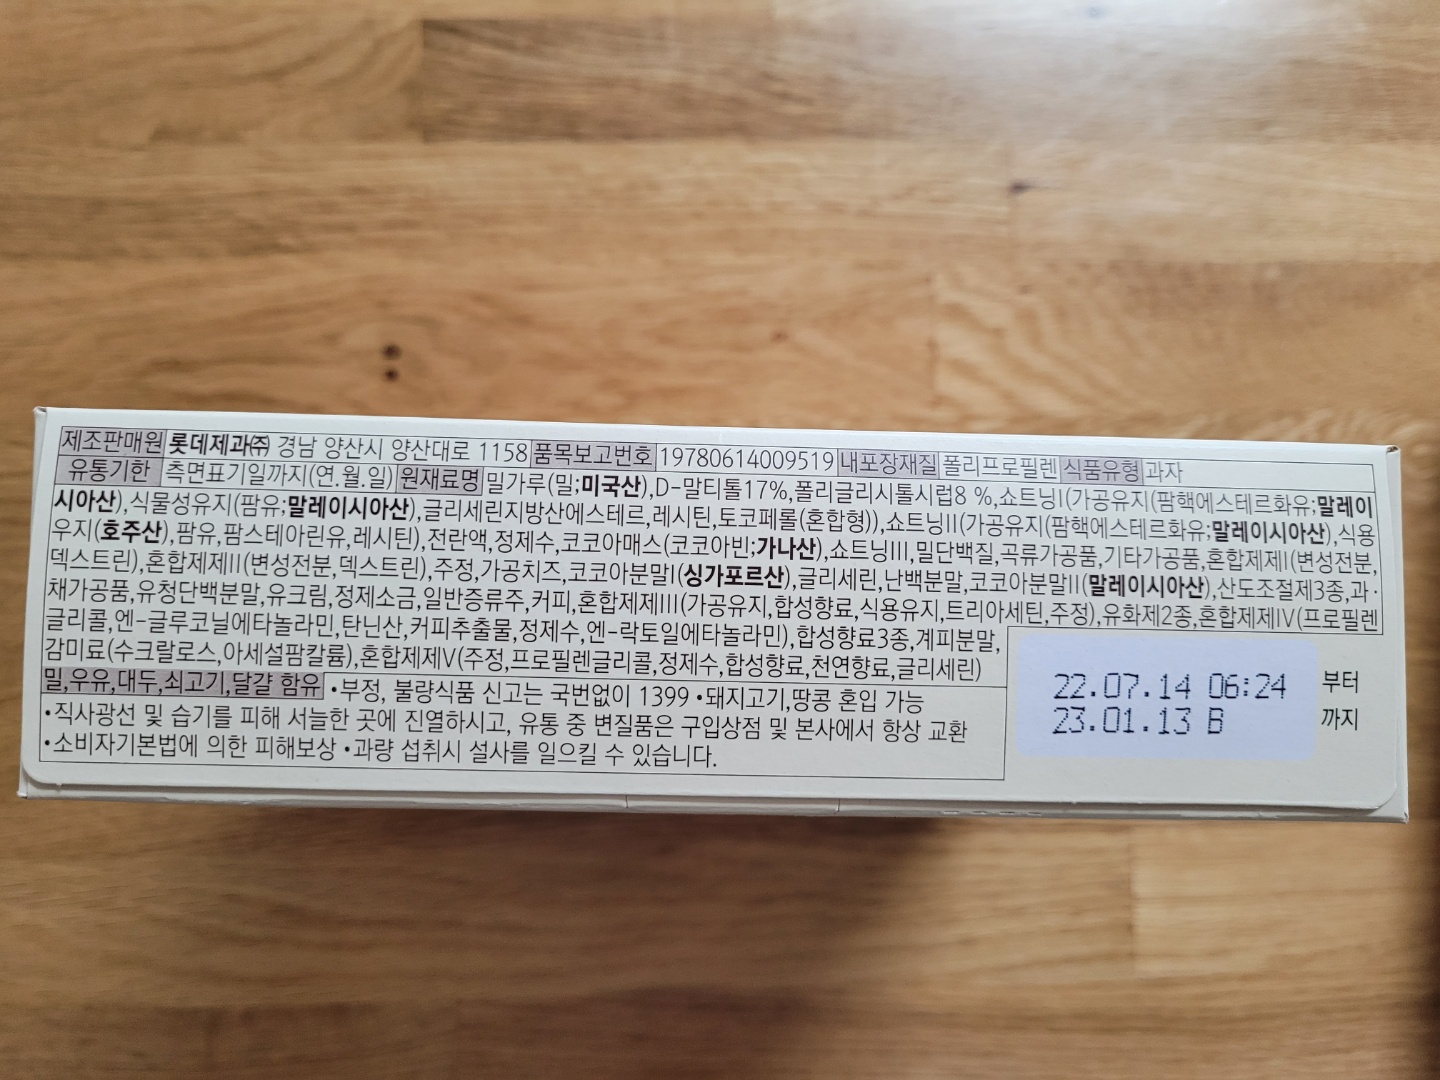 제조판매원 롯데제과㈜ 경남 양산시 양산대로 1158 품목보고번호 19780614009519 내포장재질 폴리프로필렌 식품유형 과자
유통기한 측면표기일까지(연.월.일) 원재료명 밀가루(밀;미국산),D-말티톨17%,폴리글리시톨시럽8 %,쇼트닝I(가공유지(팜핵에스테르화유;말레이
시아산),식물성유지(팜유;말레이시아산),글리세린지방산에스테르,레시틴,토코페롤(혼합형)),쇼트닝II(가공유지(팜핵에스테르화유;말레이시아산),식용
우지(호주산),팜유,팜스테아린유,레시틴),전란액,정제수,코코아매스(코코아빈;가나산),쇼트닝III,밀단백질,곡류가공품,기타가공품,혼합제제I(변성전분,
덱스트린),혼합제제II(변성전분,덱스트린),주정,가공치즈,코코아분말I(싱가포르산),글리세린,난백분말,코코아분말II(말레이시아산),산도조절제3종,과·
채가공품,유청단백분말,유크림,정제소금,일반증류주,커피,혼합제제III(가공유지,합성향료,식용유지,트리아세틴,주정),유화제2종,혼합제제IV(프로필렌
글리콜,엔-글루코닐에타놀라민,탄닌산,커피추출물,정제수,엔-락토일에타놀라민),합성향료3종,계피분말,
감미료(수크랄로스,아세설팜칼륨),혼합제제V(주정,프로필렌글리콜,정제수,합성향료,천연향료,글리세린)
밀,우유,대두,쇠고기,달걀 함유 •부정, 불량식품 신고는 국번없이 1399 •돼지고기,땅콩 혼입 가능
•직사광선 및 습기를 피해 서늘한 곳에 진열하시고, 유통 중 변질품은 구입상점 및 본사에서 항상 교환
•소비자기본법에 의한 피해보상 •과량 섭취시 설사를 일으킬 수 있습니다.
22.07.14 06:24 부터
23.01.13 B 까지